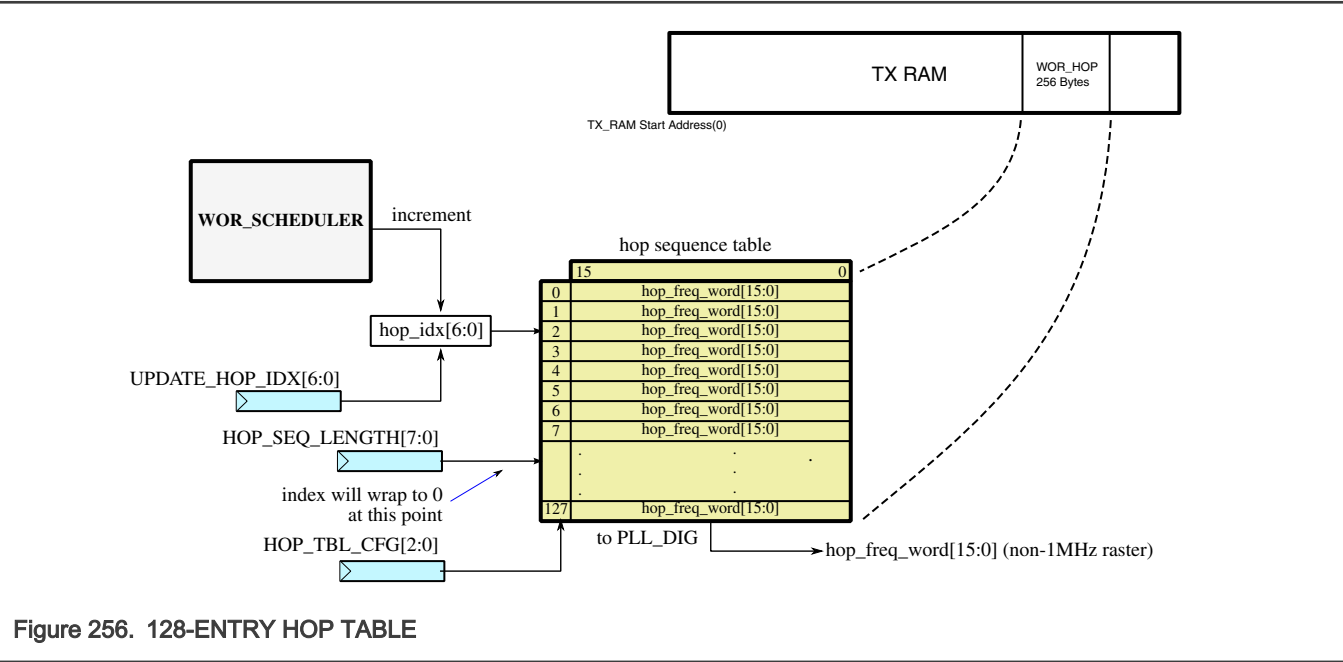 TX RAM
WOR_HOP
256 Bytes
TX_RAM Start Address(0)
WOR_SCHEDULER
increment
hop sequence table
15 0
0 hop_freq_word[15:0]
1 hop_freq_word[15:0]
hop_idx[6:0]
2 hop_freq_word[15:0]
3 hop_freq_word[15:0]
4 hop_freq_word[15:0]
UPDATE_HOP_IDX[6:0]
5 hop_freq_word[15:0]
6 hop_freq_word[15:0]
7 hop_freq_word[15:0]
HOP_SEQ_LENGTH[7:0]
. . .
. .
. .
index will wrap to 0
at this point
127 hop_freq_word[15:0]
HOP_TBL_CFG[2:0]
to PLL_DIG
hop_freq_word[15:0] (non-1MHz raster)
Figure 256. 128-ENTRY HOP TABLE